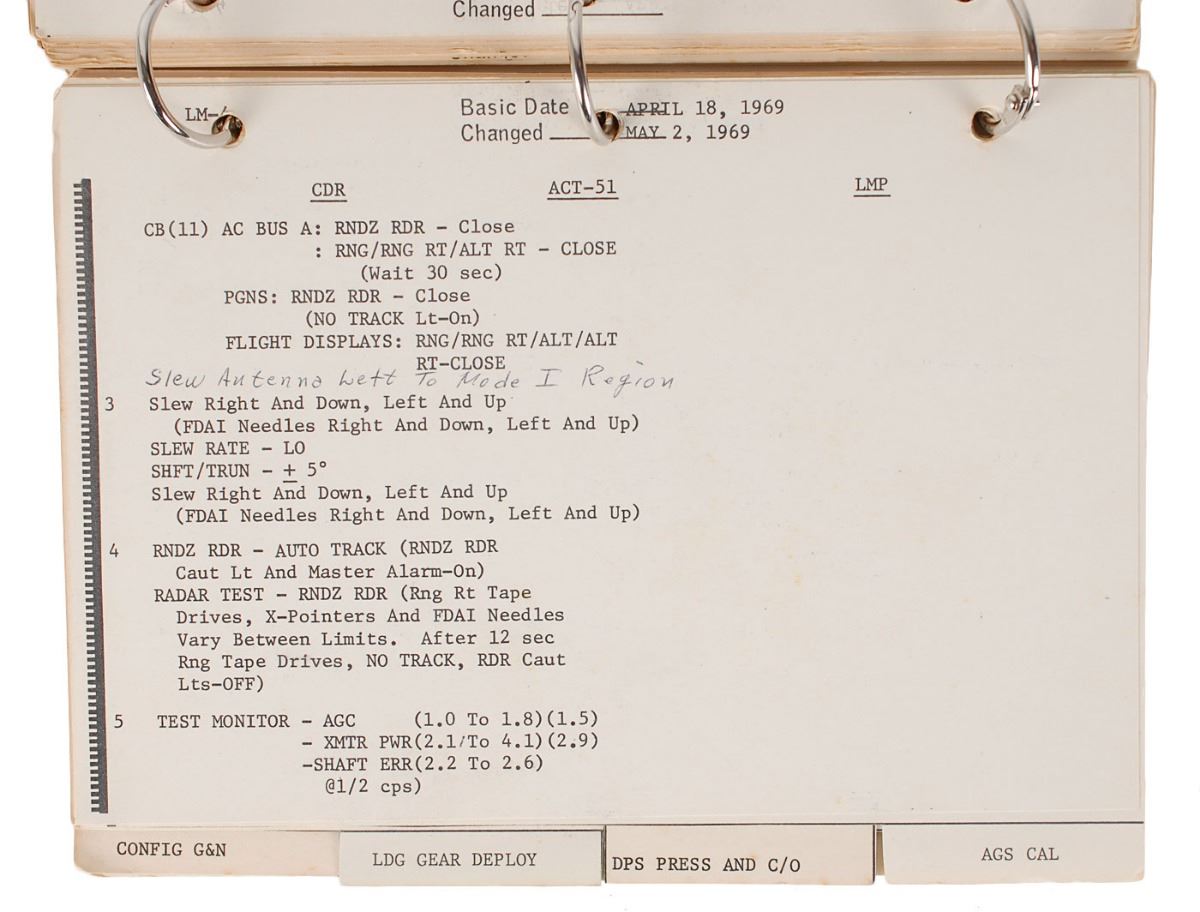 Changed
LM-
Basic Date APRIL 18, 1969
Changed MAY 2, 1969
CDR ACT-51 LMP
CB(11) AC BUS A: RNDZ RDR - Close
: RNG/RNG RT/ALT RT - CLOSE
(Wait 30 sec)
PGNS: RNDZ RDR - Close
(NO TRACK Lt-On)
FLIGHT DISPLAYS: RNG/RNG RT/ALT/ALT
RT-CLOSE
Slew Antenna Left To Mode I Region
3 Slew Right And Down, Left And Up
(FDAI Needles Right And Down, Left And Up)
SLEW RATE - LO
SHFT/TRUN - ± 5°
Slew Right And Down, Left And Up
(FDAI Needles Right And Down, Left And Up)
4 RNDZ RDR - AUTO TRACK (RNDZ RDR
Caut Lt And Master Alarm-On)
RADAR TEST - RNDZ RDR (Rng Rt Tape
Drives, X-Pointers And FDAI Needles
Vary Between Limits. After 12 sec
Rng Tape Drives, NO TRACK, RDR Caut
Lts-OFF)
5 TEST MONITOR - AGC (1.0 To 1.8)(1.5)
- XMTR PWR(2.1/To 4.1)(2.9)
-SHAFT ERR(2.2 To 2.6)
@1/2 cps)
CONFIG G&N LDG GEAR DEPLOY DPS PRESS AND C/O AGS CAL